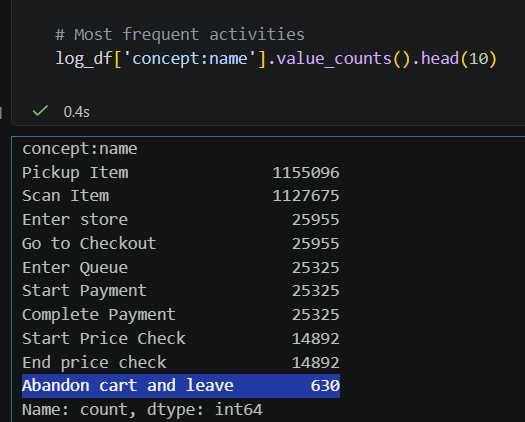 # Most frequent activities
log_df['concept:name'].value_counts().head(10)
0.4s
concept:name
Pickup Item 1155096
Scan Item 1127675
Enter store 25955
Go to Checkout 25955
Enter Queue 25325
Start Payment 25325
Complete Payment 25325
Start Price Check 14892
End price check 14892
Abandon cart and leave 630
Name: count, dtype: int64